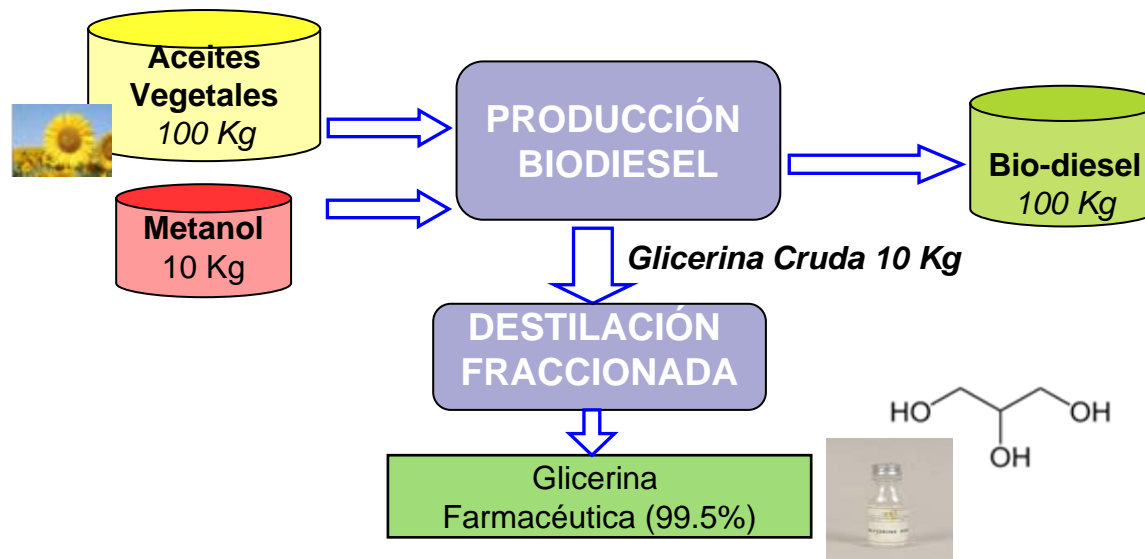 Aceites
Vegetales
100 Kg
Metanol
10 Kg
PRODUCCIÓN
BIODIESEL
Bio-diesel
100 Kg
Glicerina Cruda 10 Kg
DESTILACIÓN
FRACCIONADA
Glicerina
Farmacéutica (99.5%)
HO
OH
OH